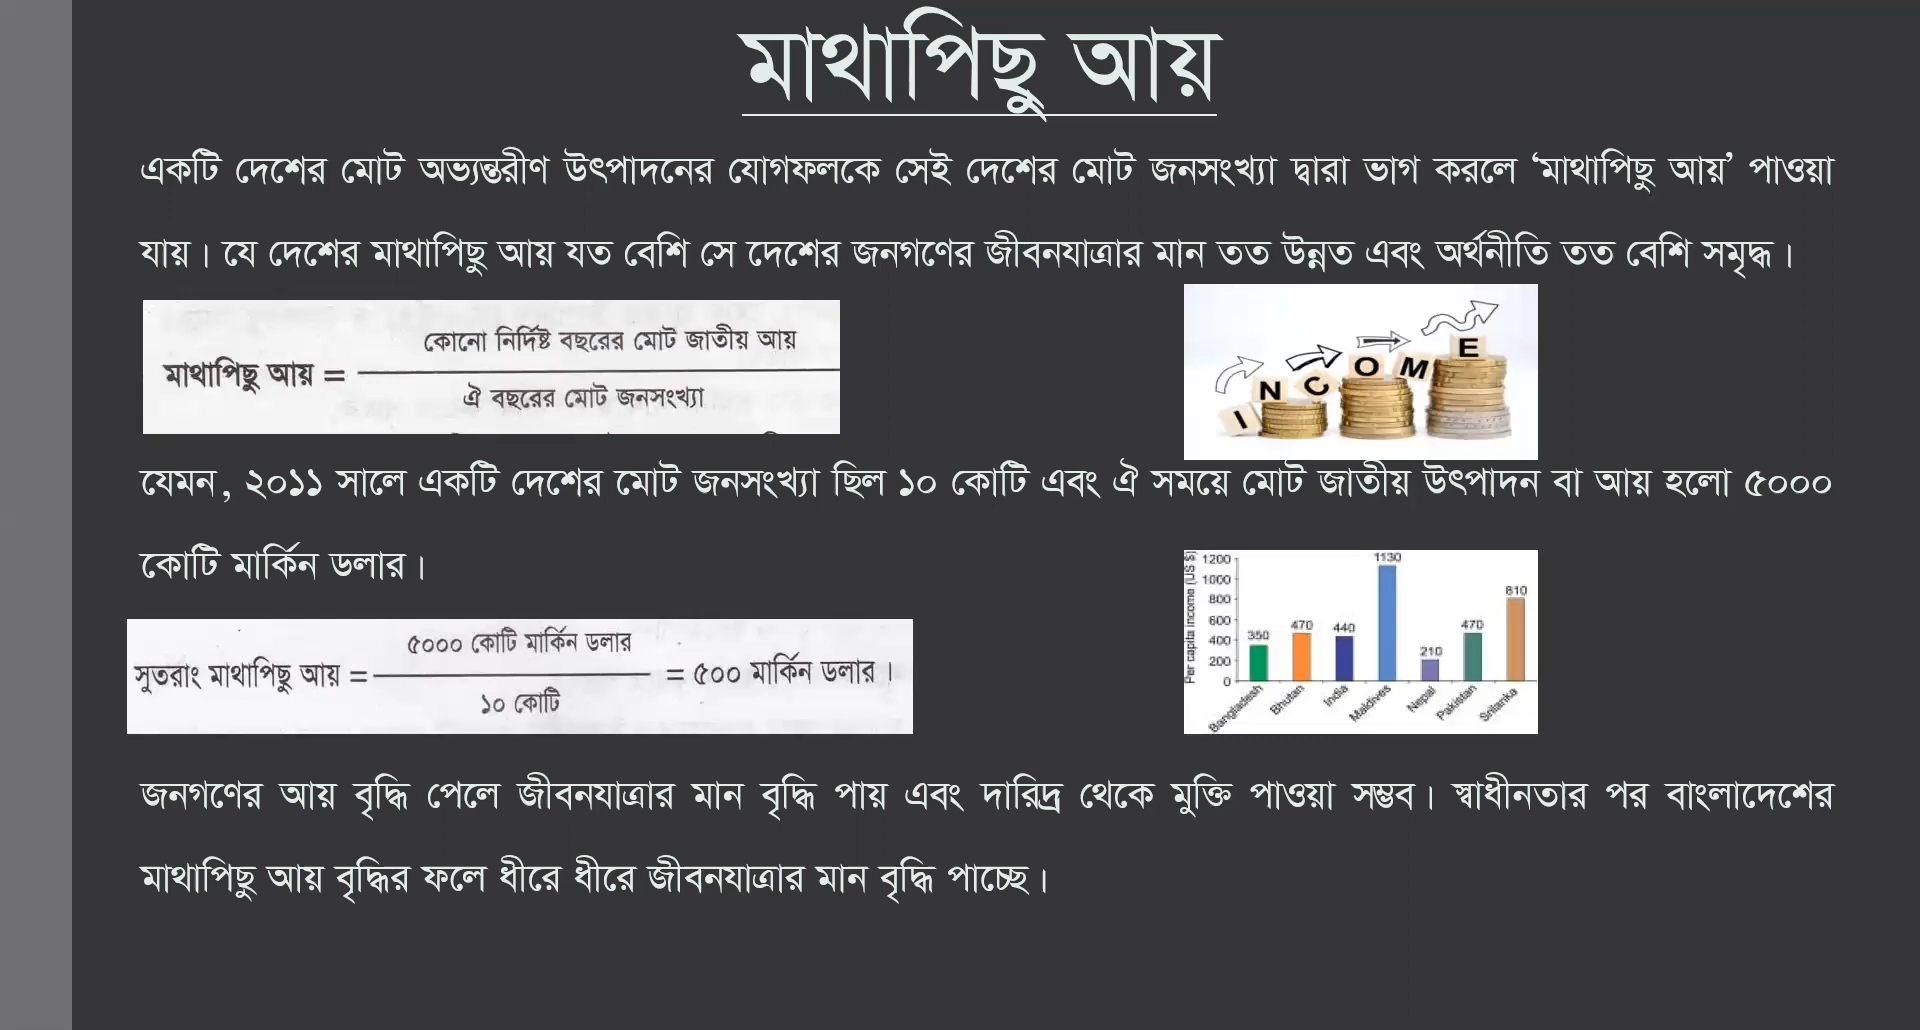 মাথাপিছু আয়
একটি দেশের মোট অভ্যন্তরীণ উৎপাদনের যোগফলকে সেই দেশের মোট জনসংখ্যা দ্বারা ভাগ করলে ‘মাথাপিছু আয়’ পাওয়া
যায়। যে দেশের মাথাপিছু আয় যত বেশি সে দেশের জনগণের জীবনযাত্রার মান তত উন্নত এবং অর্থনীতি তত বেশি সমৃদ্ধ।
কোনো নির্দিষ্ট বছরের মোট জাতীয় আয়
মাথাপিছু আয় =
ঐ বছরের মোট জনসংখ্যা
INCOME
যেমন, ২০১১ সালে একটি দেশের মোট জনসংখ্যা ছিল ১০ কোটি এবং ঐ সময়ে মোট জাতীয় উৎপাদন বা আয় হলো ৫০০০
কোটি মার্কিন ডলার।
৫০০০ কোটি মার্কিন ডলার
সুতরাং মাথাপিছু আয় = = ৫০০ মার্কিন ডলার।
১০ কোটি
Per capita income (US $)
1200
1000
800
600
400
200
0
350 470 440 1130 210 470 810
Bangladesh Bhutan India Maldives Nepal Pakistan Srilanka
জনগণের আয় বৃদ্ধি পেলে জীবনযাত্রার মান বৃদ্ধি পায় এবং দারিদ্র থেকে মুক্তি পাওয়া সম্ভব। স্বাধীনতার পর বাংলাদেশের
মাথাপিছু আয় বৃদ্ধির ফলে ধীরে ধীরে জীবনযাত্রার মান বৃদ্ধি পাচ্ছে।